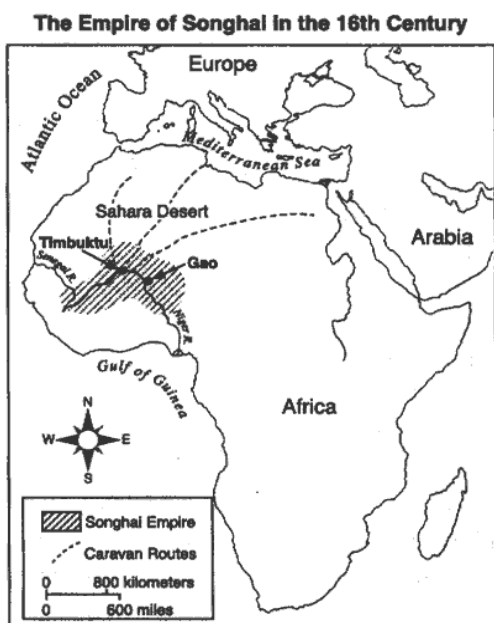 The Empire of Songhai in the 16th Century
Europe
Atlantic Ocean
Mediterranean Sea
Sahara Desert
Timbuktu
Senegal R.
Gao
Arabia
Niger R.
Gulf of Guinea
Africa
N
W
E
S
Songhai Empire
Caravan Routes
0 800 kilometers
0 600 miles